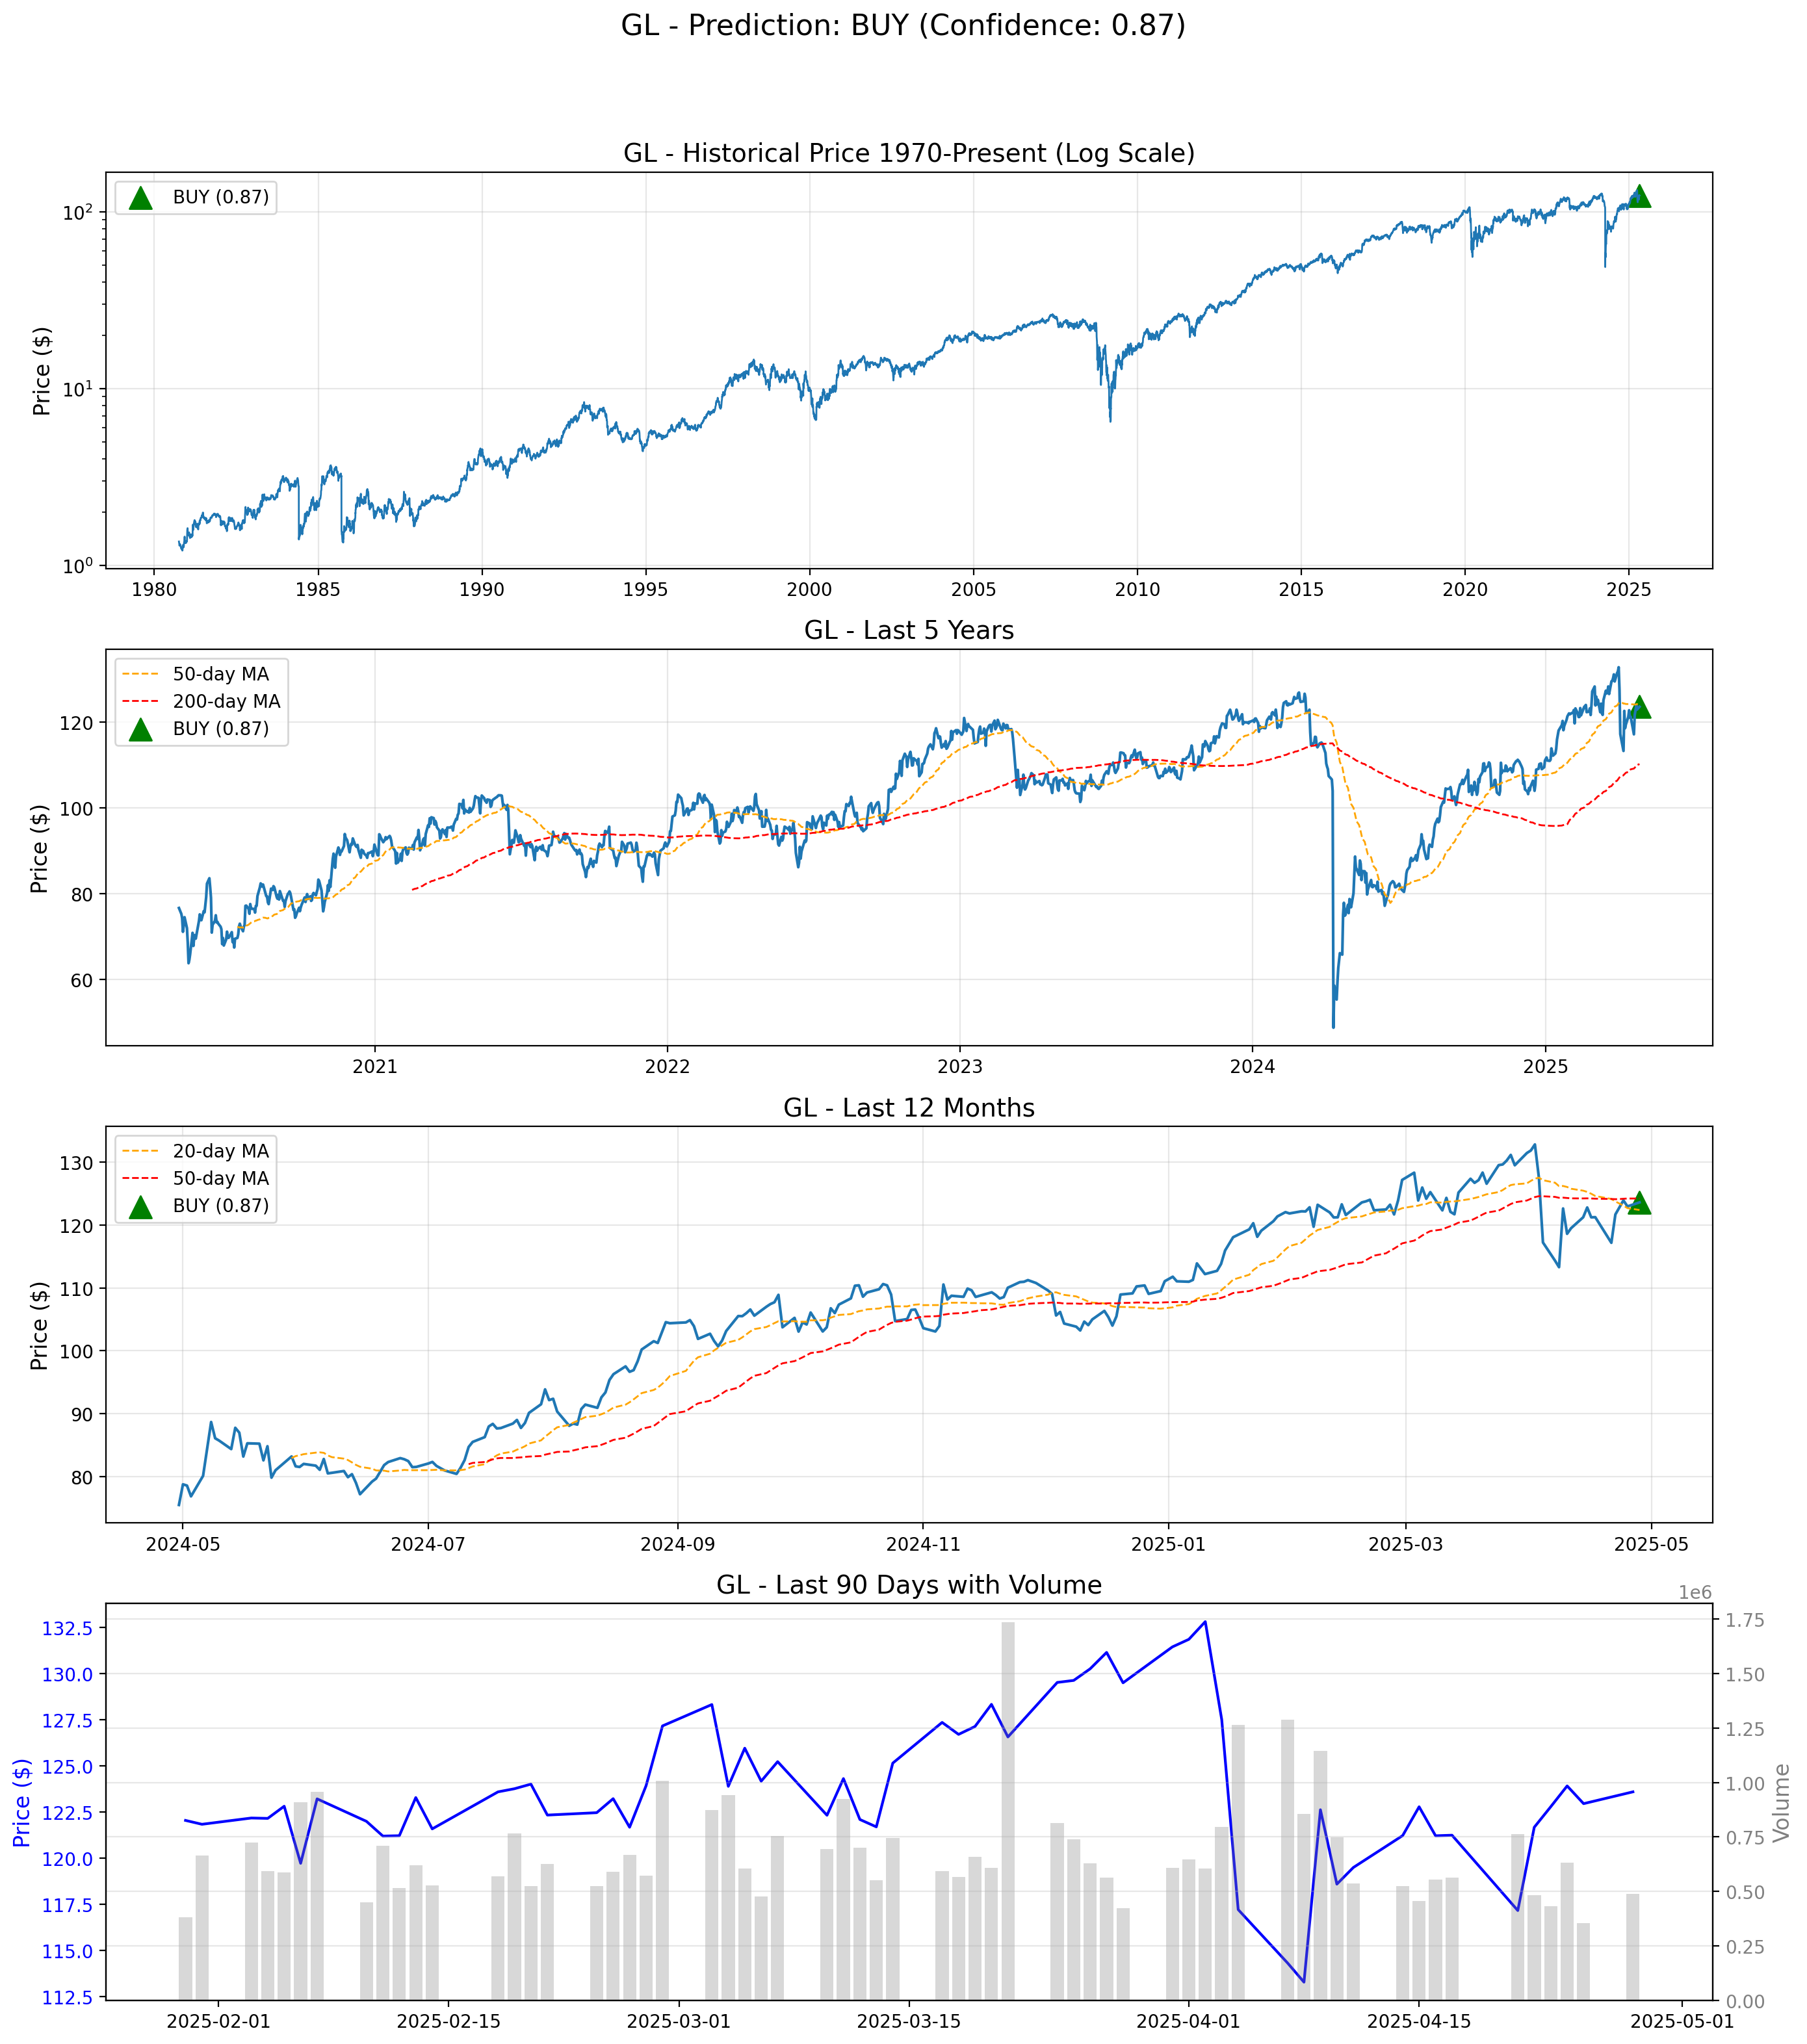 GL - Prediction: BUY (Confidence: 0.87)
GL - Historical Price 1970-Present (Log Scale)
BUY (0.87)
Price ($)
10²
10¹
10⁰
1980 1985 1990 1995 2000 2005 2010 2015 2020 2025
GL - Last 5 Years
50-day MA
200-day MA
BUY (0.87)
Price ($)
120
100
80
60
2021 2022 2023 2024 2025
GL - Last 12 Months
20-day MA
50-day MA
BUY (0.87)
Price ($)
130
120
110
100
90
80
2024-05 2024-07 2024-09 2024-11 2025-01 2025-03 2025-05
GL - Last 90 Days with Volume
1e6
Price ($)
132.5
130.0
127.5
125.0
122.5
120.0
117.5
115.0
112.5
1.75
1.50
1.25
1.00
0.75
0.50
0.25
0.00
Volume
2025-02-01 2025-02-15 2025-03-01 2025-03-15 2025-04-01 2025-04-15 2025-05-01